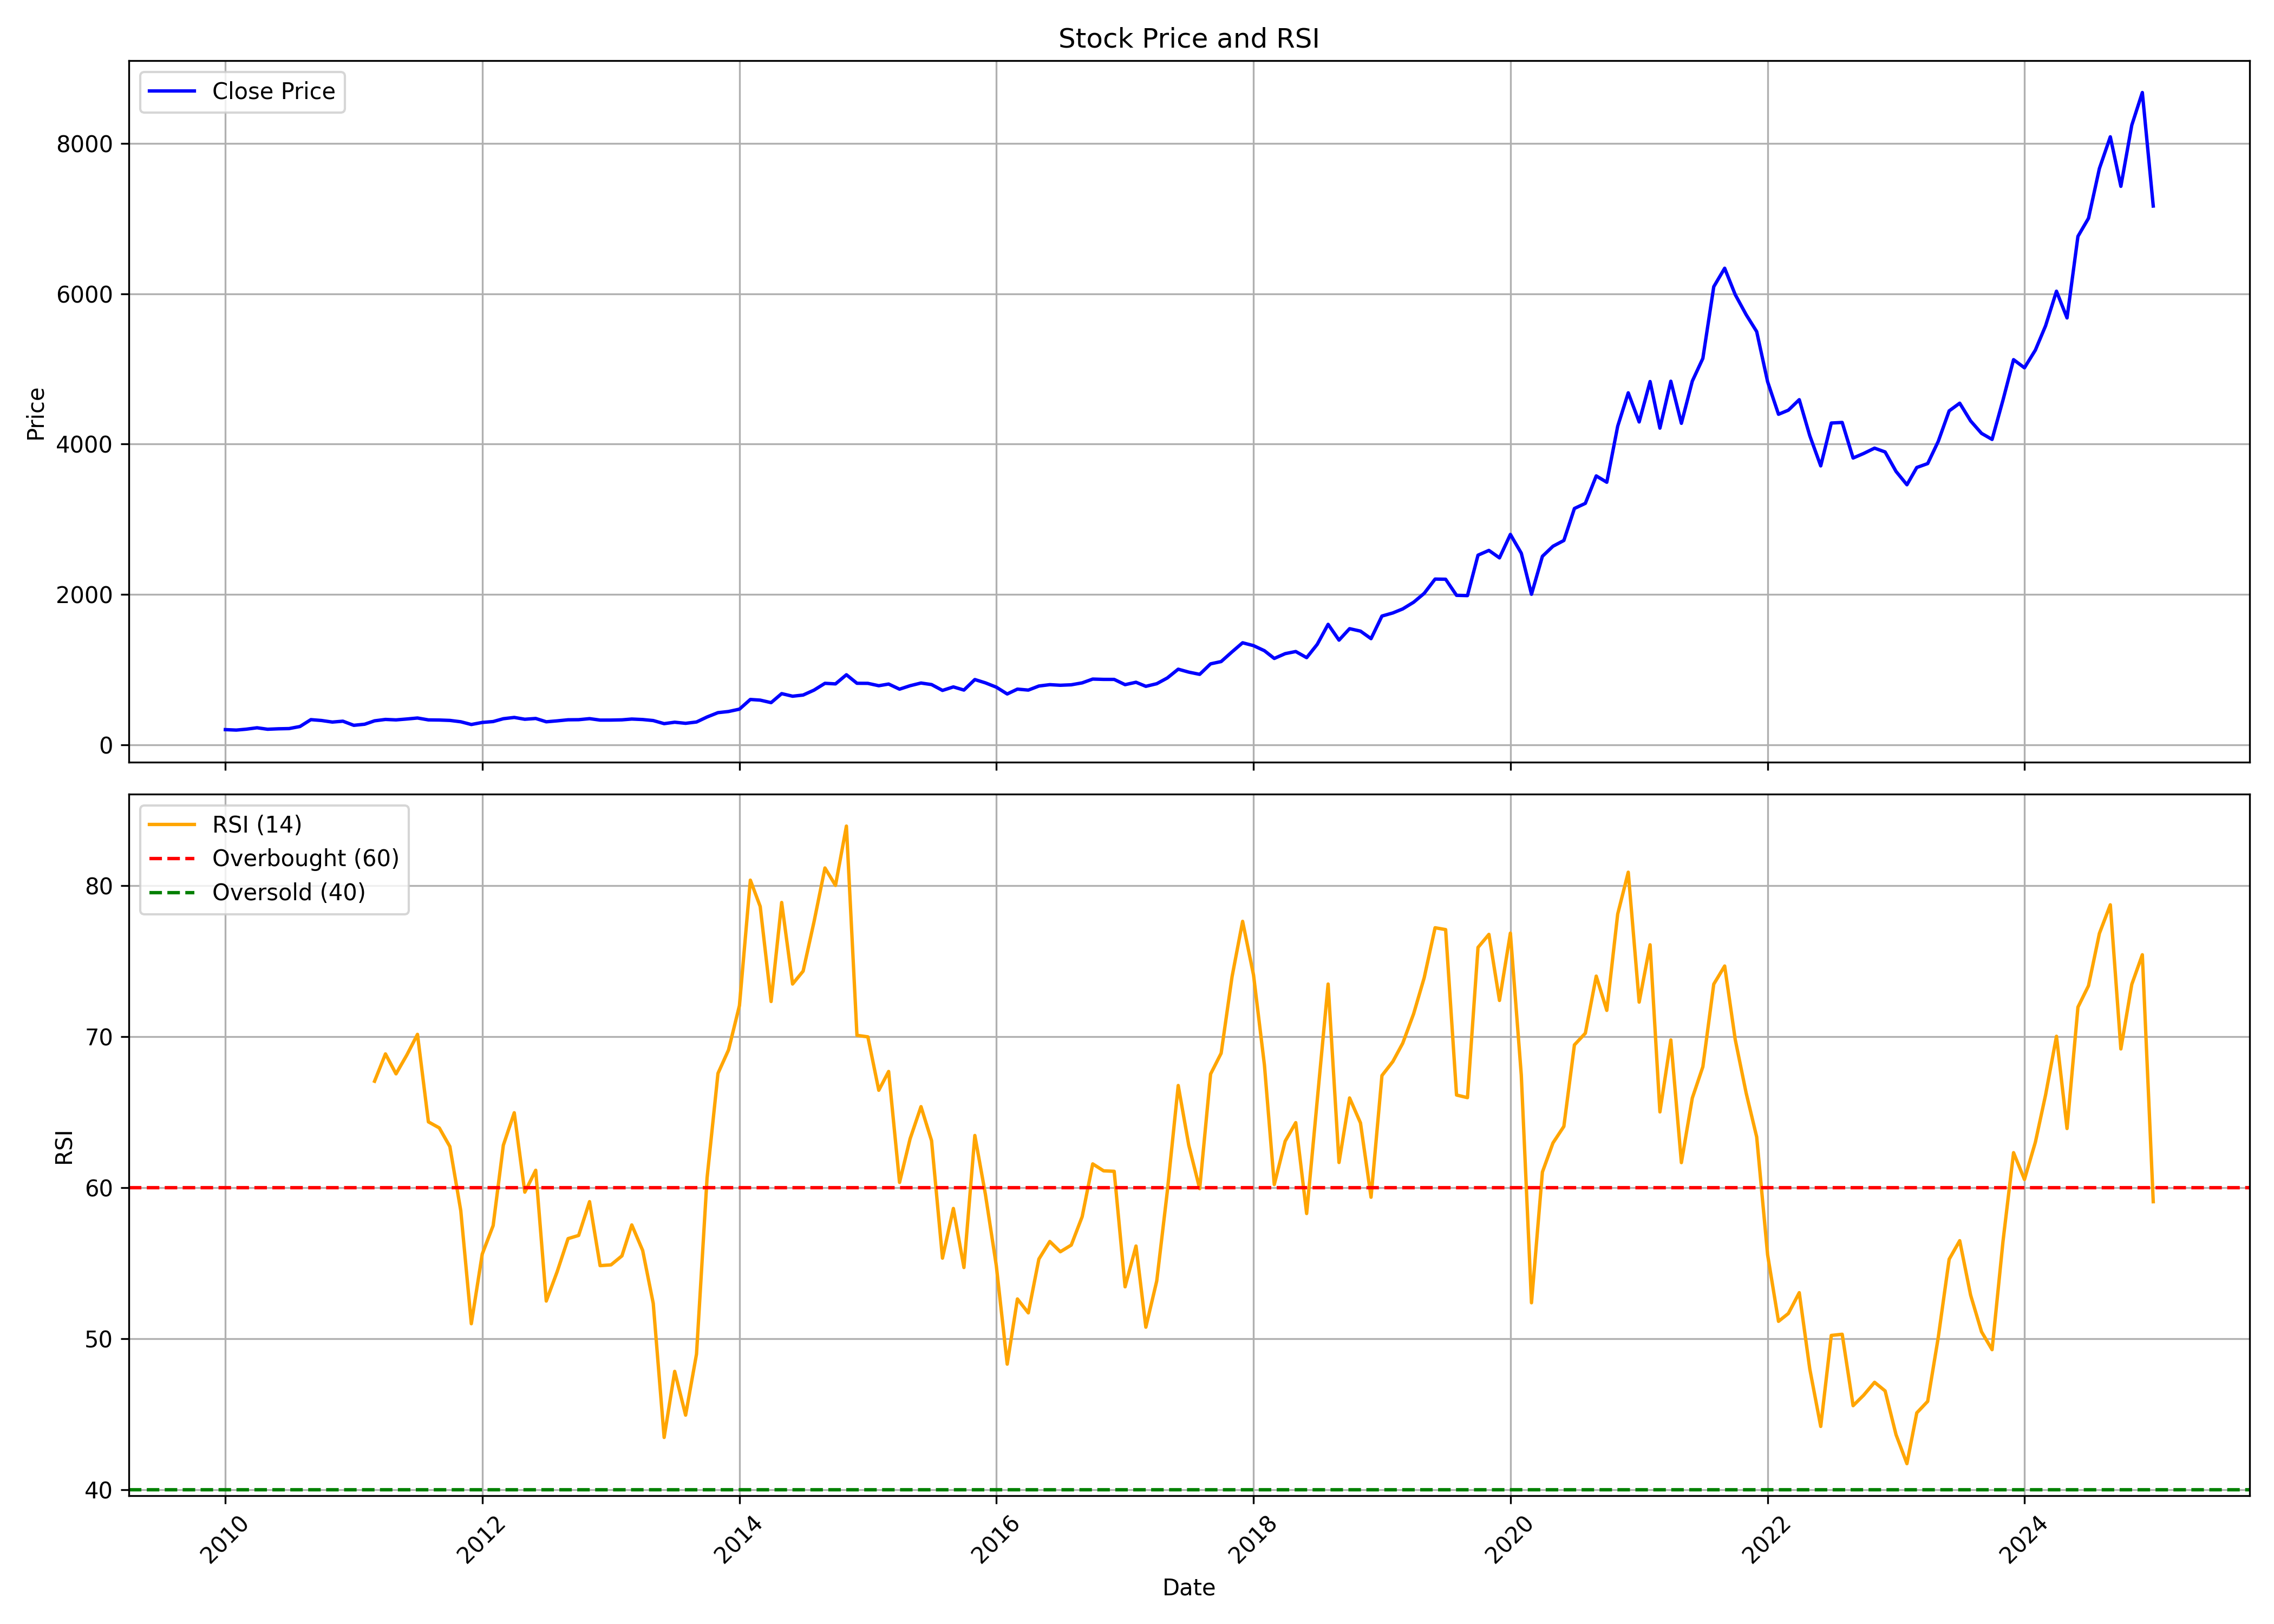 Stock Price and RSI
Close Price
8000
6000
4000
2000
0
Price
RSI (14)
Overbought (60)
Oversold (40)
80
70
60
50
40
RSI
2010
2012
2014
2016
2018
2020
2022
2024
Date